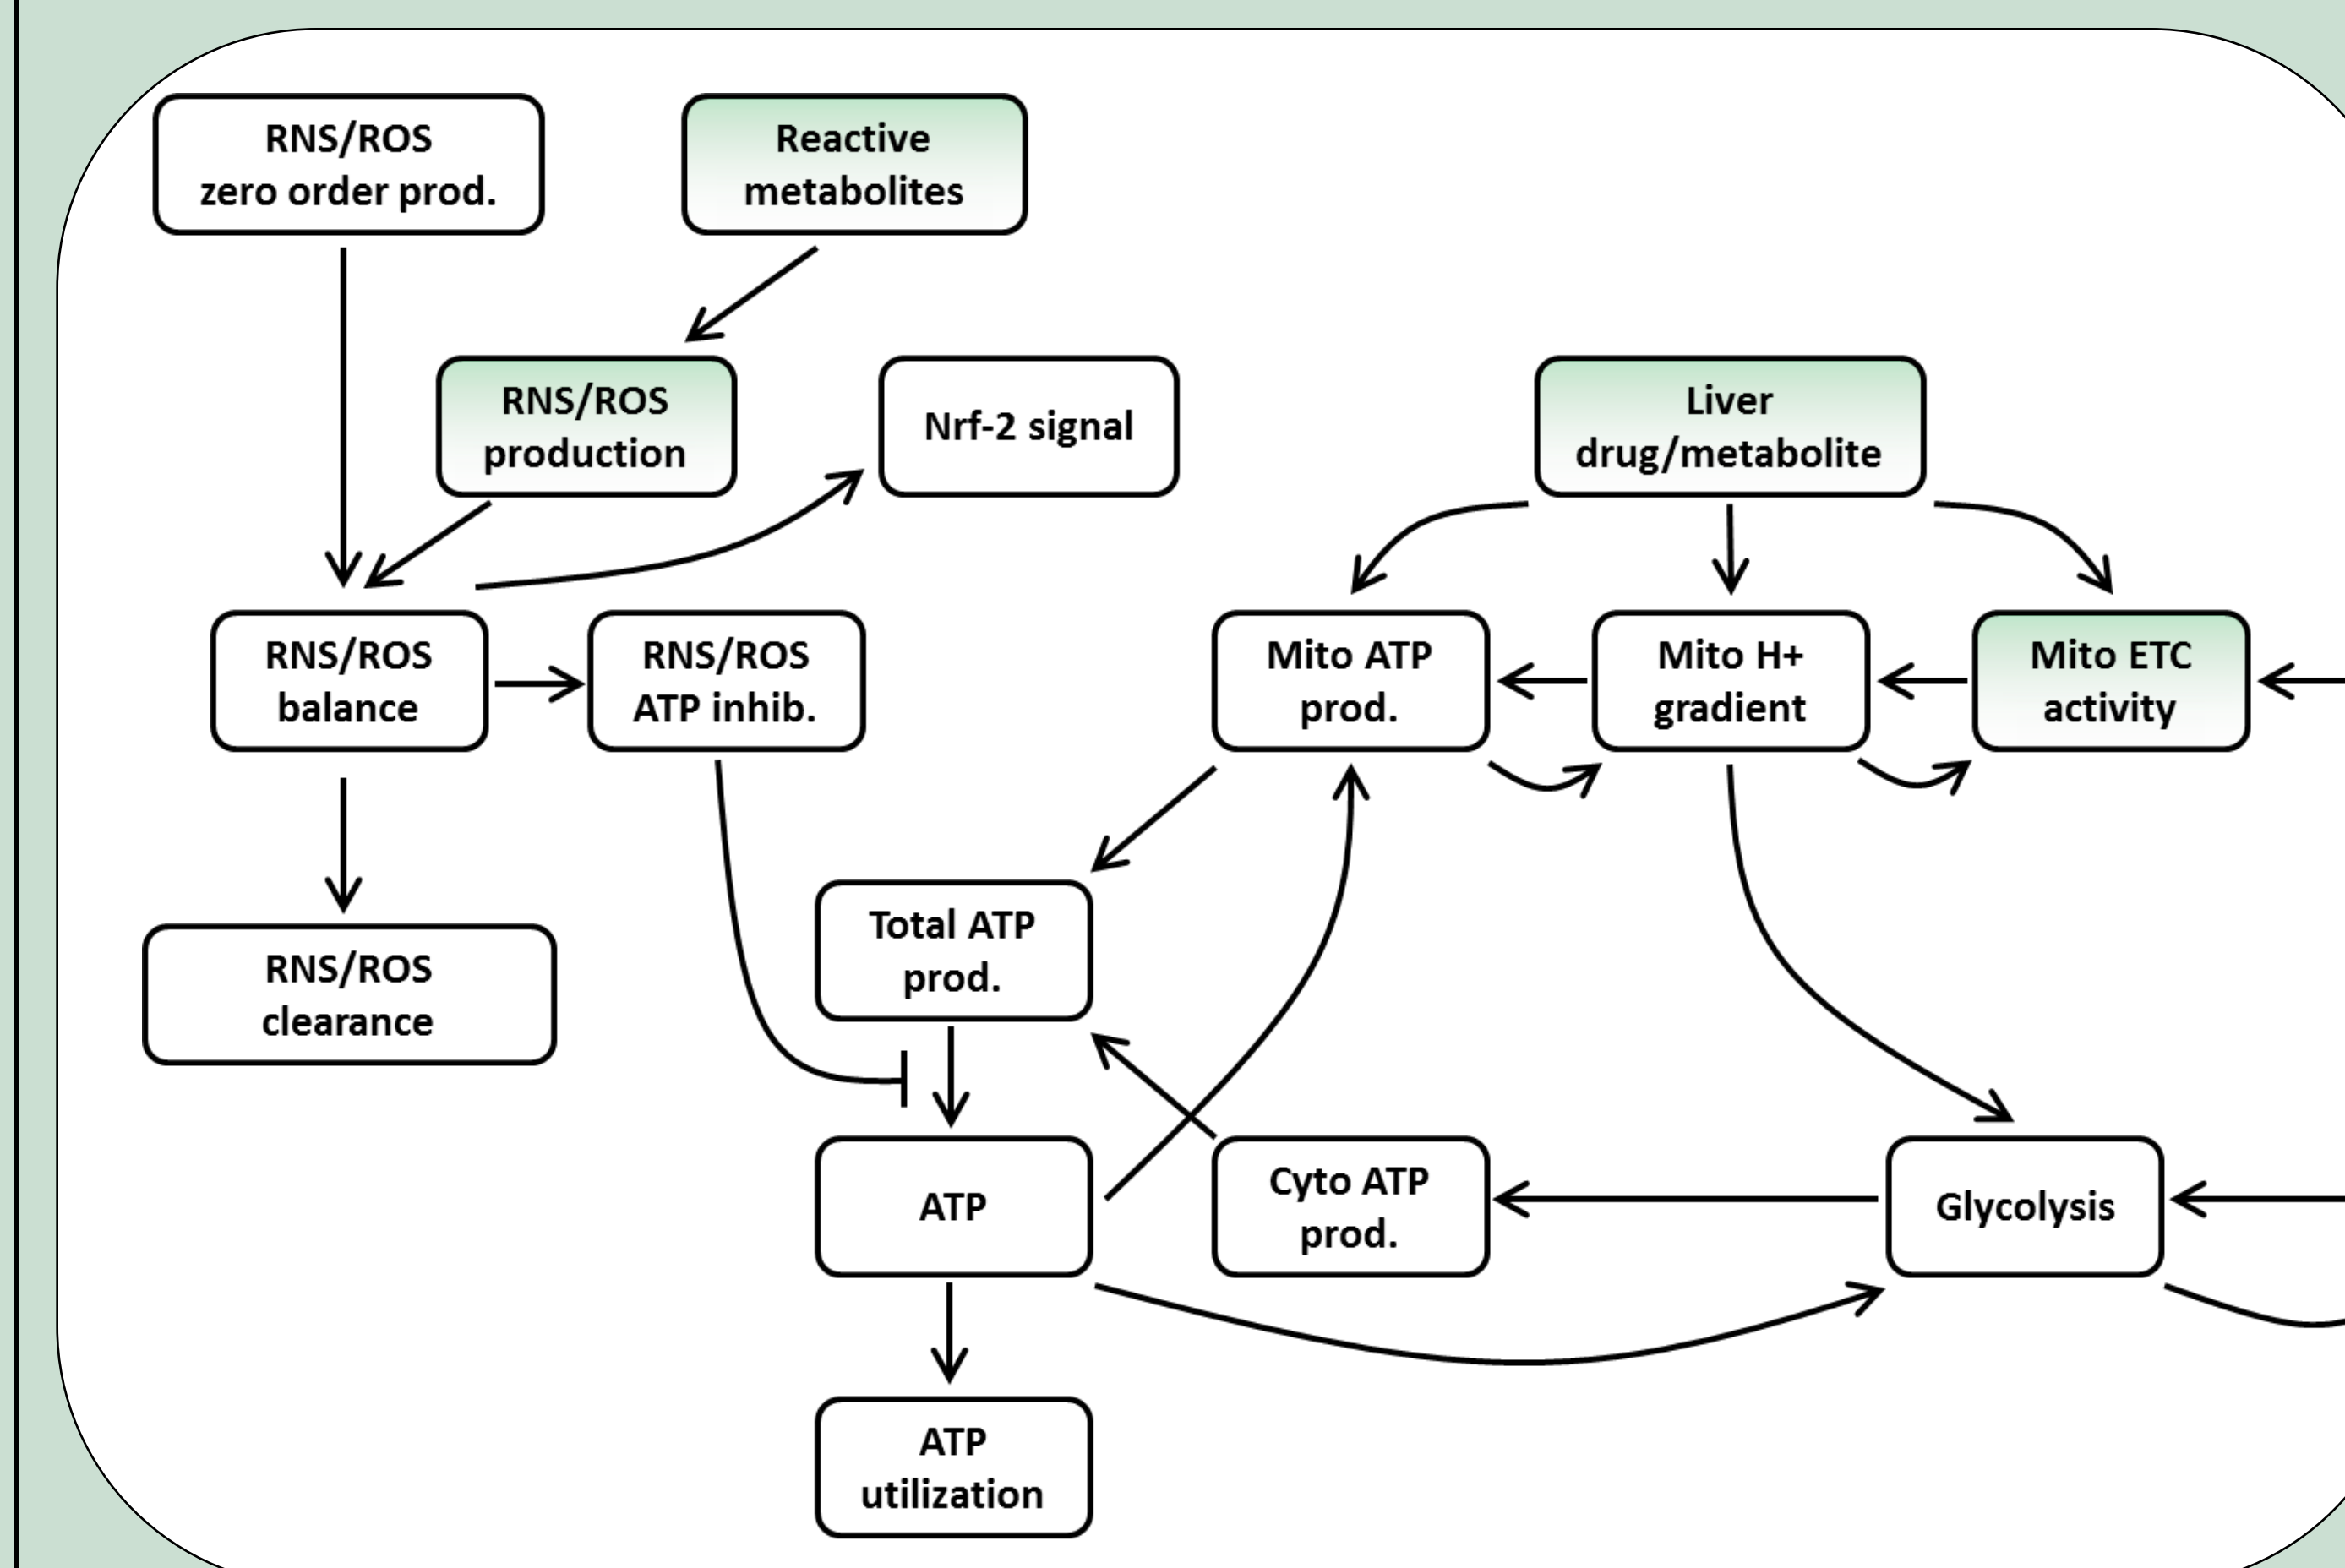 RNS/ROS
zero order prod.
Reactive
metabolites
RNS/ROS
production
Nrf-2 signal
Liver
drug/metabolite
RNS/ROS
balance
RNS/ROS
ATP inhib.
Mito ATP
prod.
Mito H+
gradient
Mito ETC
activity
RNS/ROS
clearance
Total ATP
prod.
ATP
Cyto ATP
prod.
Glycolysis
ATP
utilization